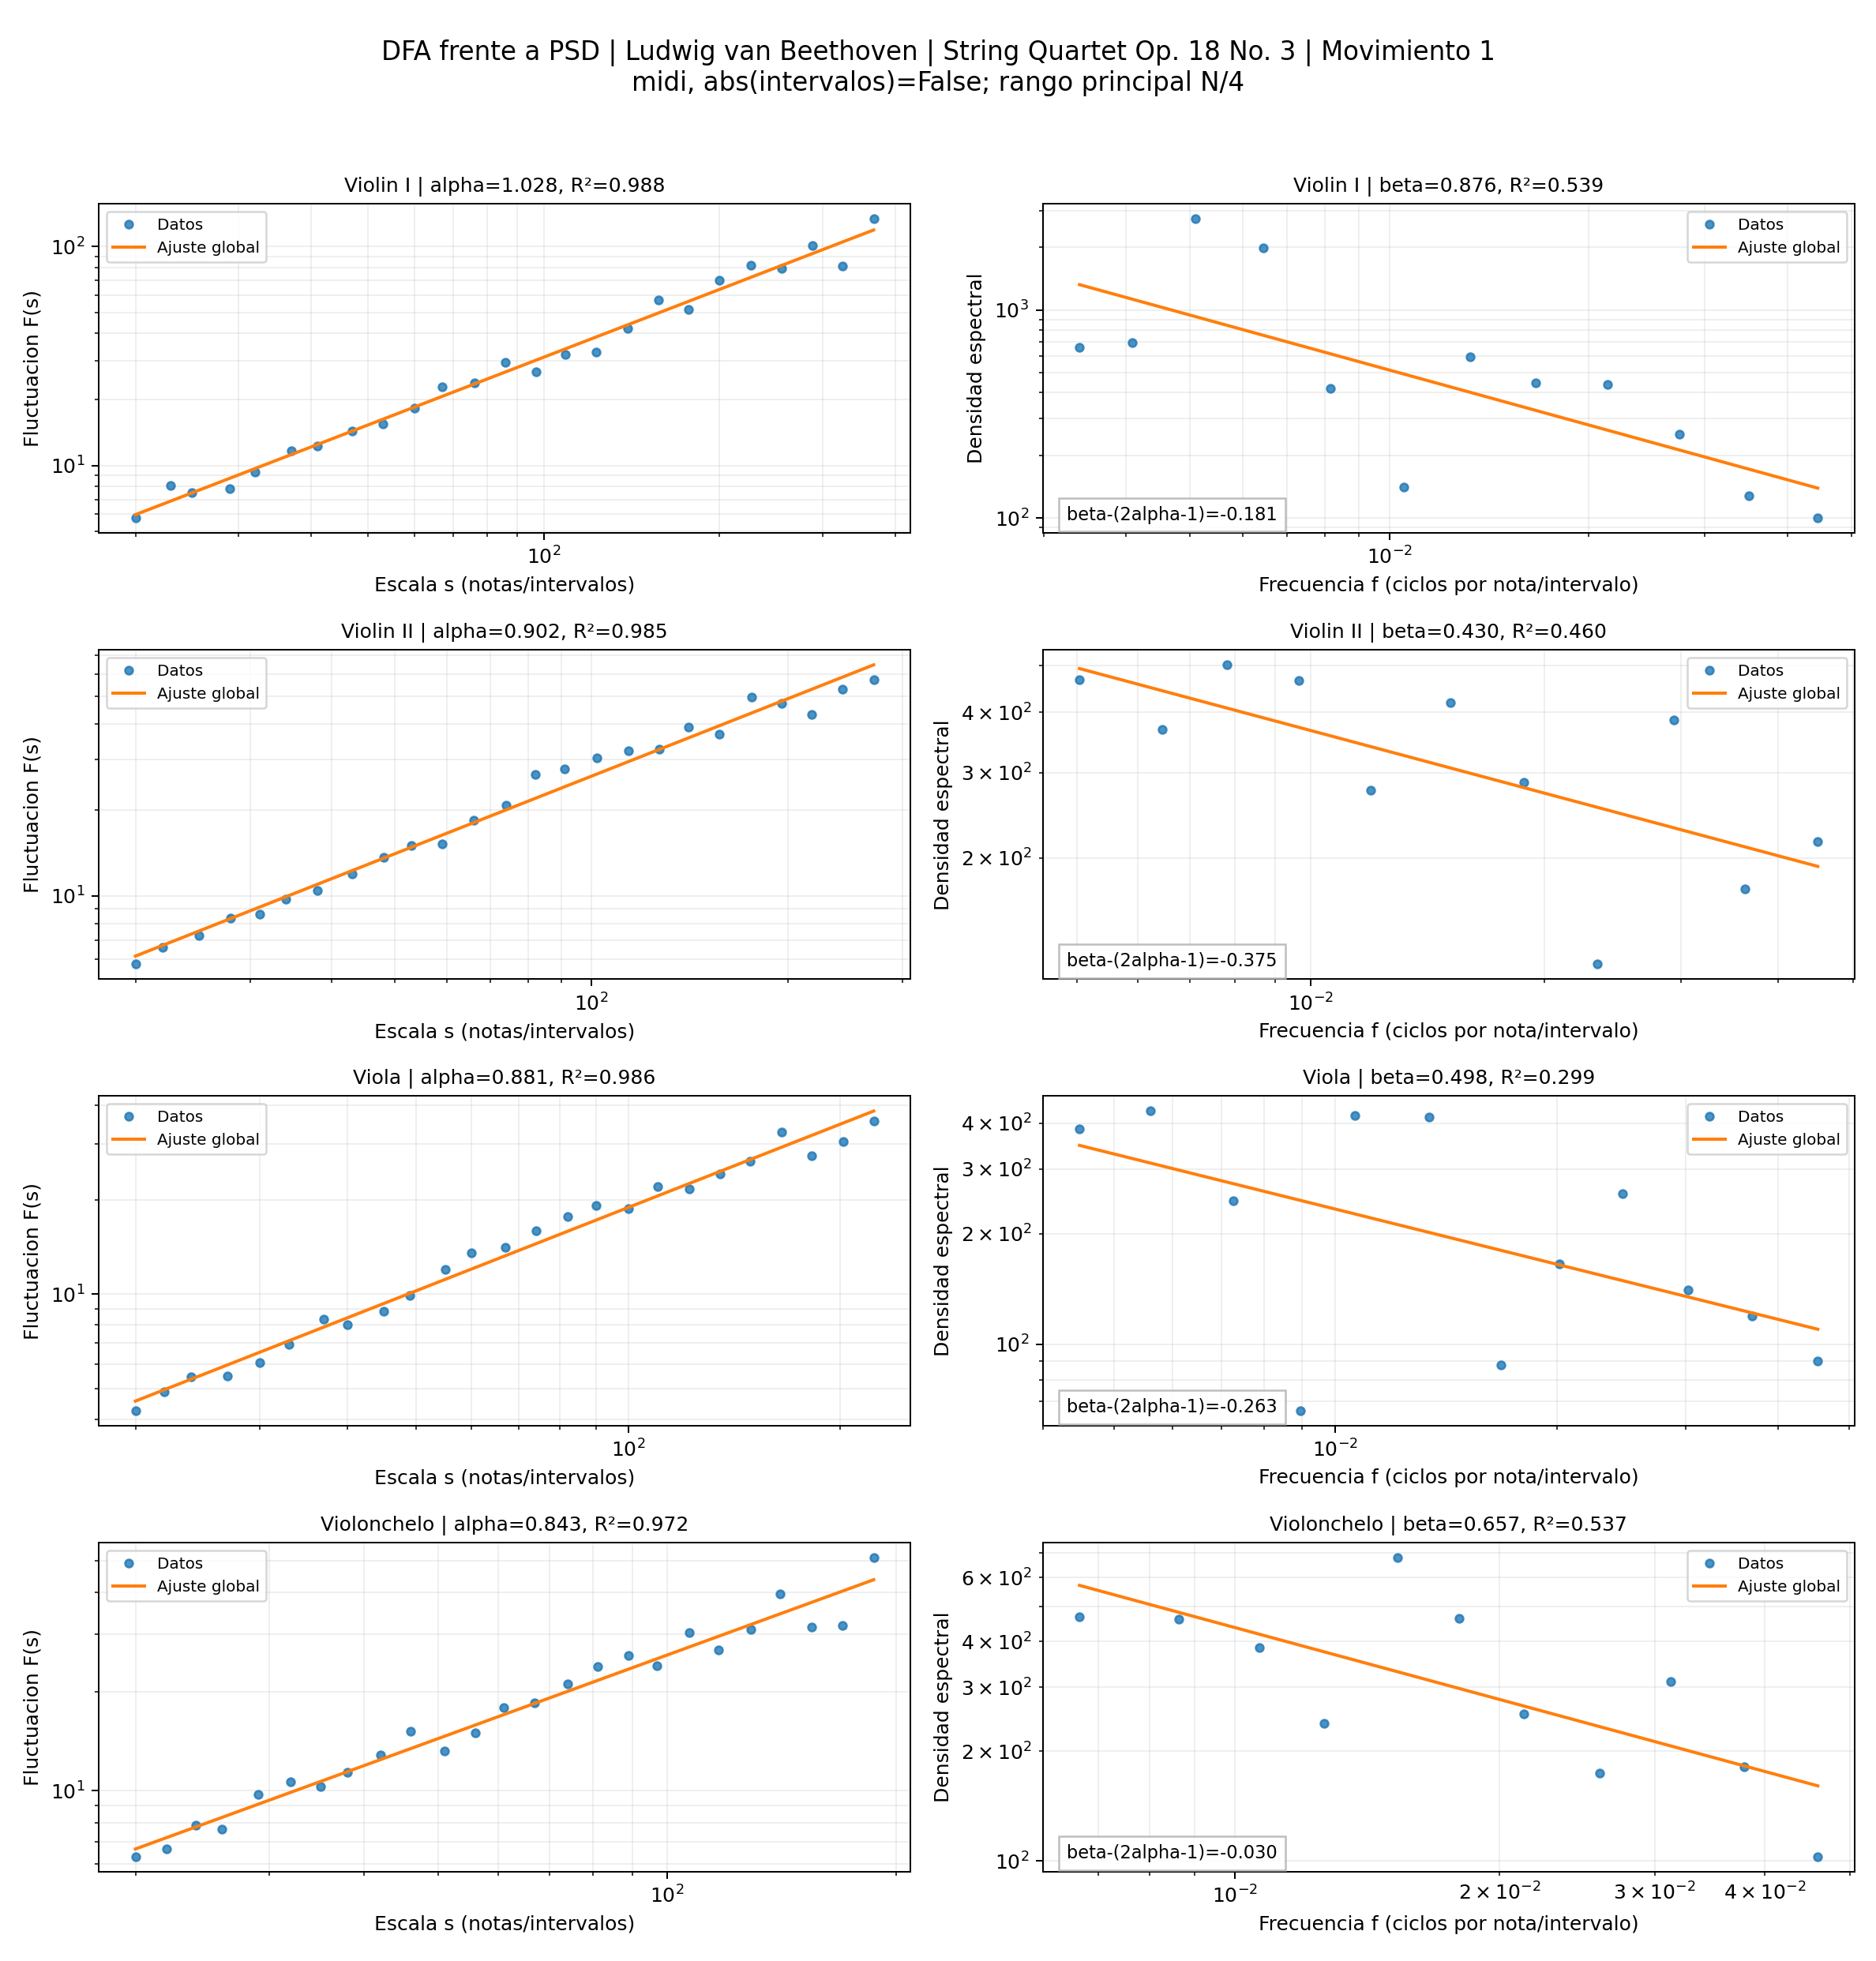 DFA frente a PSD | Ludwig van Beethoven | String Quartet Op. 18 No. 3 | Movimiento 1
midi, abs(intervalos)=False; rango principal N/4
Violin I | alpha=1.028, R²=0.988
Datos
Ajuste global
Fluctuacion F(s)
10²
10¹
10²
Escala s (notas/intervalos)
Violin I | beta=0.876, R²=0.539
Datos
Ajuste global
Densidad espectral
10³
10²
beta-(2alpha-1)=-0.181
10⁻²
Frecuencia f (ciclos por nota/intervalo)
Violin II | alpha=0.902, R²=0.985
Datos
Ajuste global
Fluctuacion F(s)
10¹
10²
Escala s (notas/intervalos)
Violin II | beta=0.430, R²=0.460
Datos
Ajuste global
Densidad espectral
4 × 10²
3 × 10²
2 × 10²
beta-(2alpha-1)=-0.375
10⁻²
Frecuencia f (ciclos por nota/intervalo)
Viola | alpha=0.881, R²=0.986
Datos
Ajuste global
Fluctuacion F(s)
10¹
10²
Escala s (notas/intervalos)
Viola | beta=0.498, R²=0.299
Datos
Ajuste global
Densidad espectral
4 × 10²
3 × 10²
2 × 10²
10²
beta-(2alpha-1)=-0.263
10⁻²
Frecuencia f (ciclos por nota/intervalo)
Violonchelo | alpha=0.843, R²=0.972
Datos
Ajuste global
Fluctuacion F(s)
10¹
10²
Escala s (notas/intervalos)
Violonchelo | beta=0.657, R²=0.537
Datos
Ajuste global
Densidad espectral
6 × 10²
4 × 10²
3 × 10²
2 × 10²
10²
beta-(2alpha-1)=-0.030
10⁻²
2 × 10⁻²
3 × 10⁻²
4 × 10⁻²
Frecuencia f (ciclos por nota/intervalo)